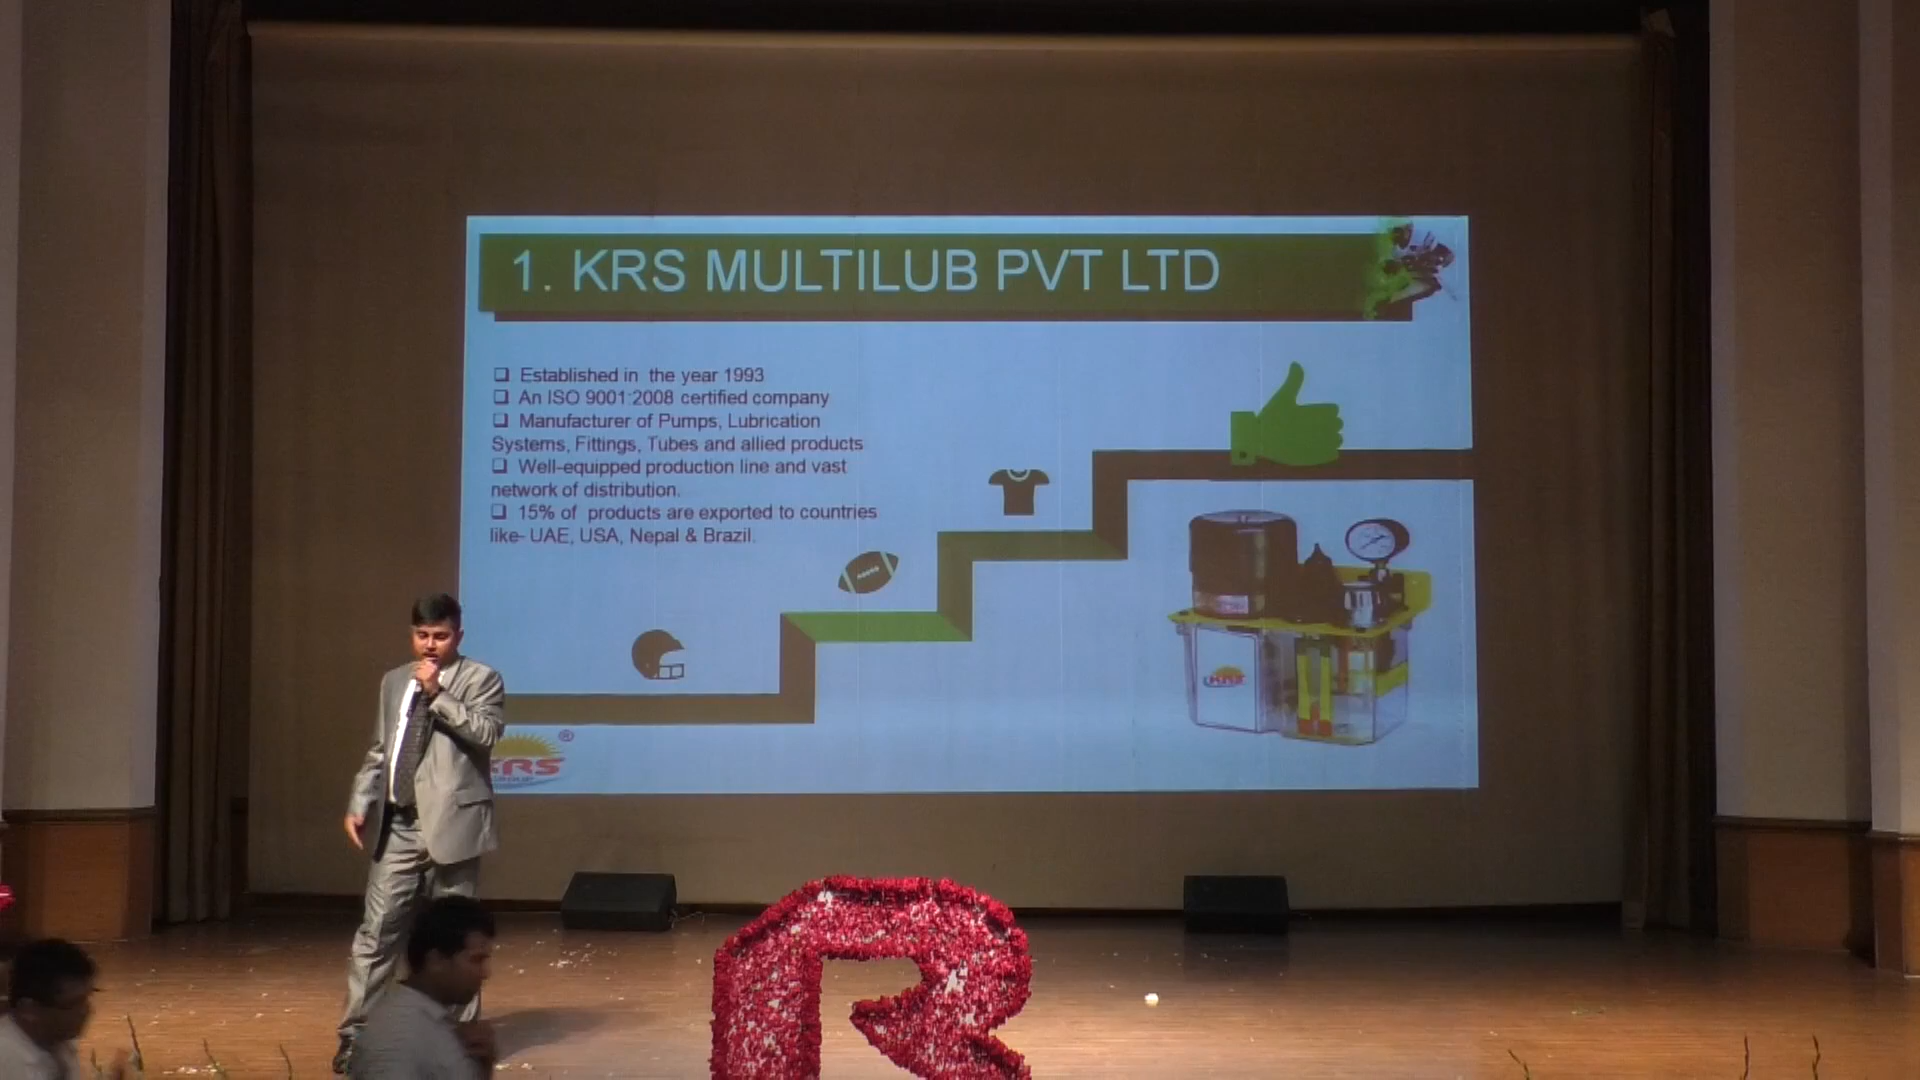 1. KRS MULTILUB PVT LTD
Established in the year 1993
An ISO 9001:2008 certified company
Manufacturer of Pumps, Lubrication
Systems, Fittings, Tubes and allied products
Well-equipped production line and vast
network of distribution.
15% of products are exported to countries
like- UAE, USA, Nepal & Brazil.
KRS
KRS
GROUP
®
R